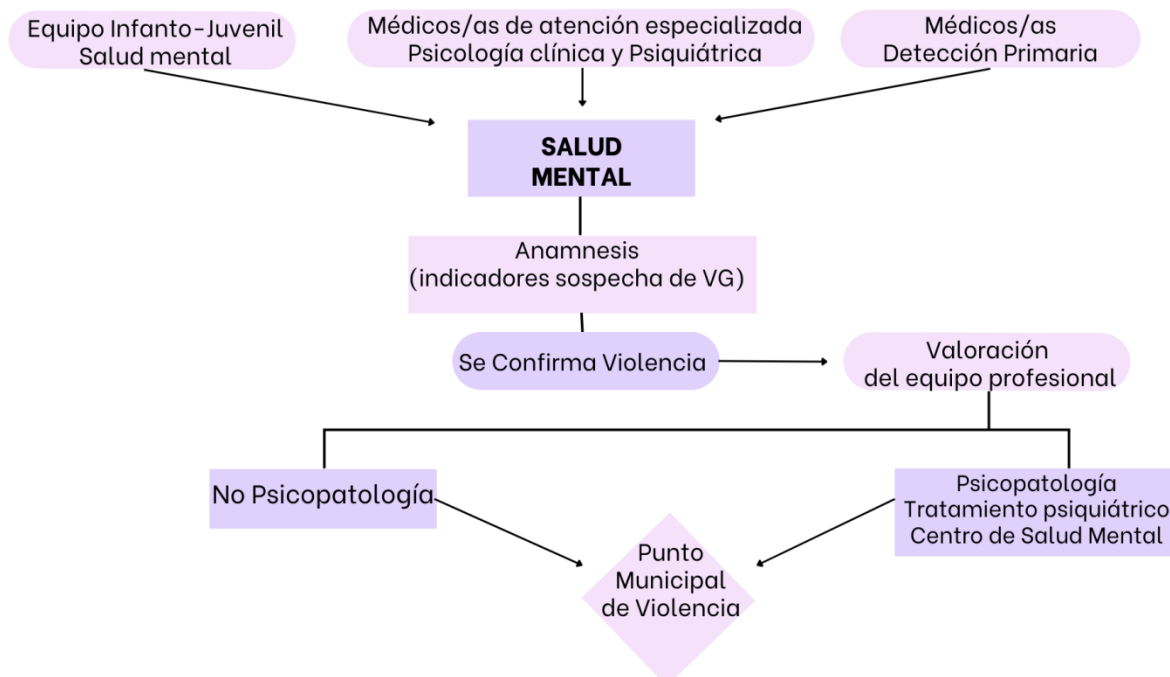 Equipo Infanto-Juvenil
Salud mental
Médicos/as de atención especializada
Psicología clínica y Psiquiátrica
Médicos/as
Detección Primaria
SALUD
MENTAL
Anamnesis
(indicadores sospecha de VG)
Se Confirma Violencia
Valoración
del equipo profesional
No Psicopatología
Psicopatología
Tratamiento psiquiátrico
Centro de Salud Mental
Punto
Municipal
de Violencia